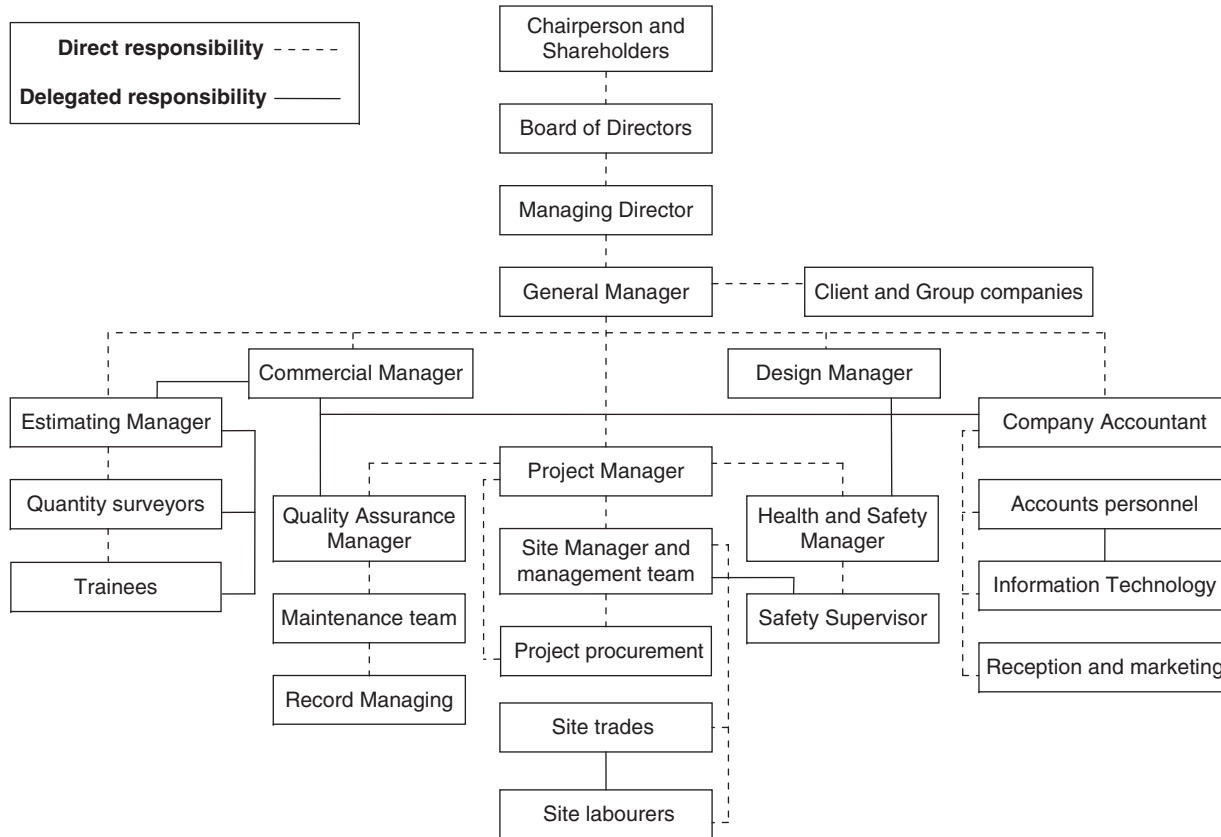 Direct responsibility
Delegated responsibility
Chairperson and
Shareholders
Board of Directors
Managing Director
General Manager
Client and Group companies
Commercial Manager
Design Manager
Estimating Manager
Company Accountant
Project Manager
Quantity surveyors
Quality Assurance
Manager
Health and Safety
Manager
Accounts personnel
Site Manager and
management team
Trainees
Information Technology
Maintenance team
Safety Supervisor
Project procurement
Reception and marketing
Record Managing
Site trades
Site labourers